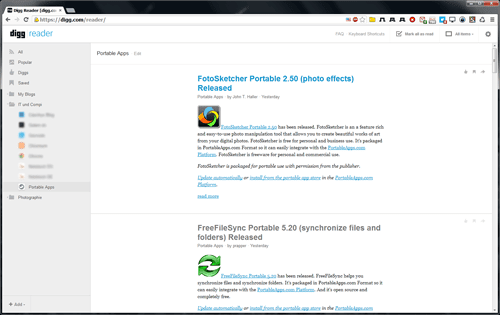 Digg Reader (digg.com)
https://digg.com/reader/
digg reader
FAQ Keyboard Shortcuts
Mark all as read
All items
All
Popular
Diggs
Saved
My Blogs
IT und Comp.
Portable Apps
Photographie
Add
Portable Apps Edit
FotoSketcher Portable 2.50 (photo effects)
Released
Portable Apps by John T. Haller Yesterday
FotoSketcher Portable 2.50 has been released. FotoSketcher is an feature rich
and easy-to-use photo manipulation tool that allows you to create beautiful works of art
from your digital photos. FotoSketcher is free for personal and business use. It's packaged
in PortableApps.com Format so it can easily integrate with the PortableApps.com
Platform. FotoSketcher is freeware for personal and commercial use.
FotoSketcher is packaged for portable use with permission from the publisher.
Update automatically or install from the portable app store in the PortableApps.com
Platform.
read more
FreeFileSync Portable 5.20 (synchronize files and
folders) Released
Portable Apps by prapper Yesterday
FreeFileSync Portable 5.20 has been released. FreeFileSync helps you
synchronize files and synchronize folders. It's packaged in PortableApps.com Format so it
can easily integrate with the PortableApps.com Platform. And it's open source and
completely free.
Update automatically or install from the portable app store in the PortableApps.com